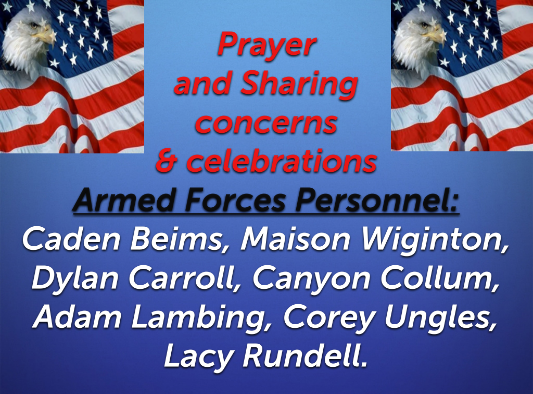 Prayer
and Sharing
concerns
& celebrations
Armed Forces Personnel:
Caden Beims, Maison Wiginton,
Dylan Carroll, Canyon Collum,
Adam Lambing, Corey Ungles,
Lacy Rundell.